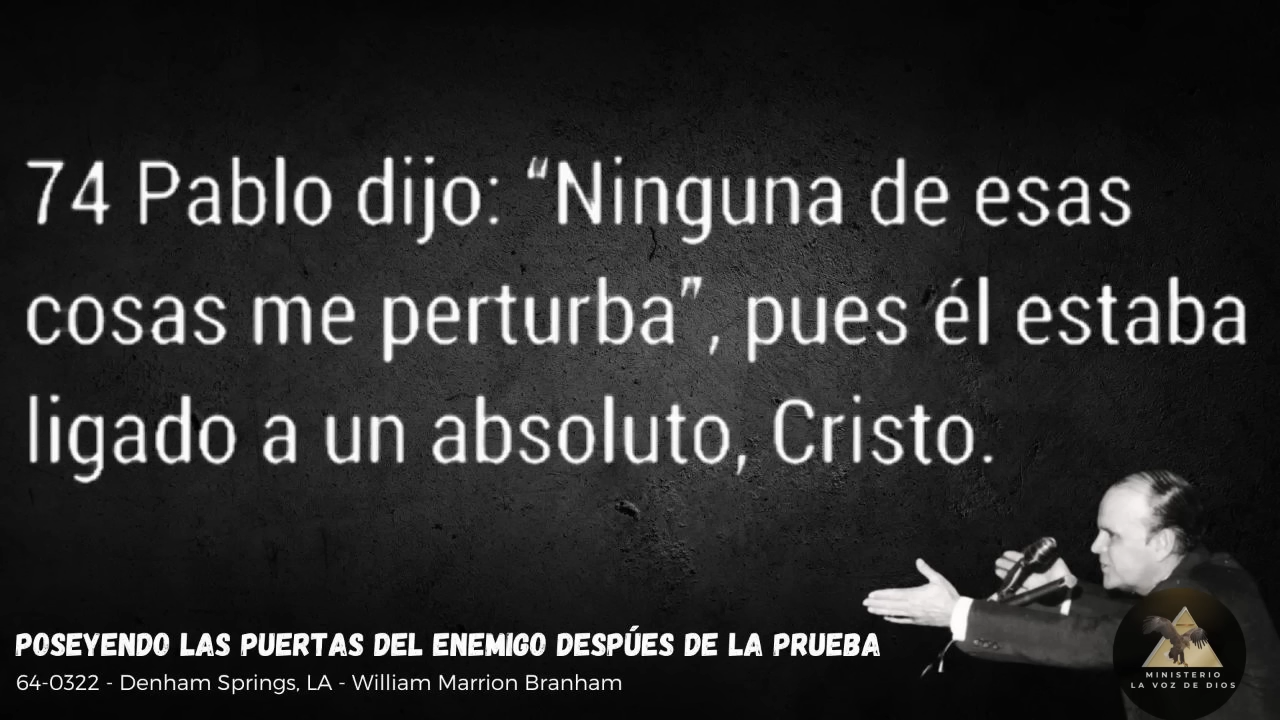 74 Pablo dijo: “Ninguna de esas
cosas me perturba”, pues él estaba
ligado a un absoluto, Cristo.
POSEYENDO LAS PUERTAS DEL ENEMIGO DESPÚES DE LA PRUEBA
64-0322 - Denham Springs, LA - William Marrion Branham
MINISTERIO
LA VOZ DE DIOS